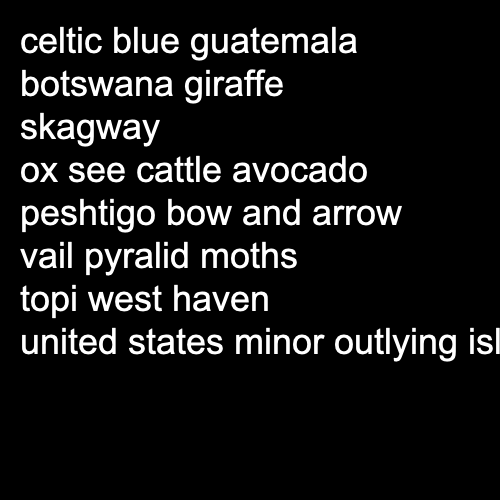 celtic blue guatemala
botswana giraffe
skagway
ox see cattle avocado
peshtigo bow and arrow
vail pyralid moths
topi west haven
united states minor outlying isl